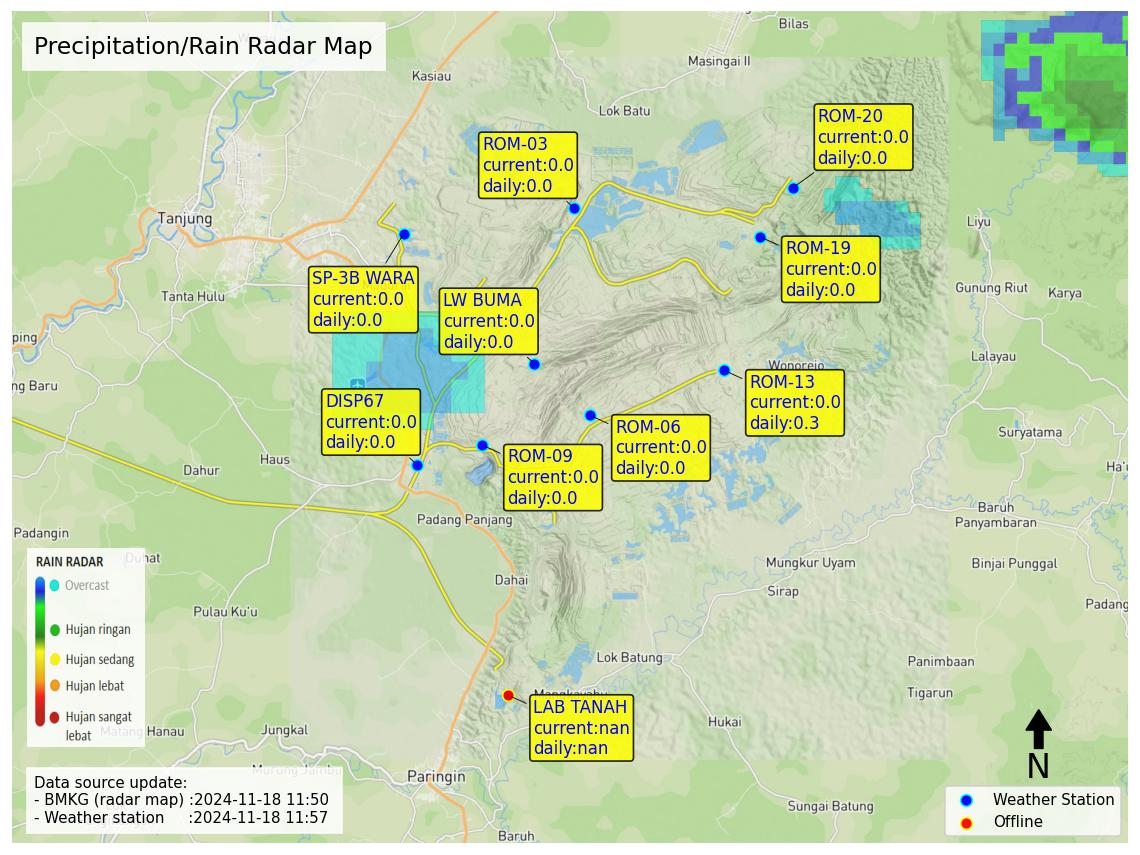 Precipitation/Rain Radar Map
Bilas
Masingai II
Kasiau
Lok Batu
ROM-20
current:0.0
daily:0.0
ROM-03
current:0.0
daily:0.0
Tanjung
Liyu
ROM-19
current:0.0
daily:0.0
SP-3B WARA
current:0.0
daily:0.0
Tanta Hulu
LW BUMA
current:0.0
daily:0.0
Gunung Riut
Karya
ping
Lalayau
Wonorejo
ng Baru
ROM-13
current:0.0
daily:0.3
DISP67
current:0.0
daily:0.0
ROM-06
current:0.0
daily:0.0
Suryatama
ROM-09
current:0.0
daily:0.0
Haus
Dahur
Ha'u
Baruh
Panyambaran
Padang Panjang
Padangin
Duhat
Mungkur Uyam
Binjai Punggal
RAIN RADAR
Overcast
Hujan ringan
Hujan sedang
Hujan lebat
Hujan sangat
lebat
Dahai
Sirap
Padang
Pulau Ku'u
Lok Batung
Panimbaan
Tigarun
Mangkayahu
LAB TANAH
current:nan
daily:nan
Hukai
Matang Hanau
Jungkal
Murung Jambu
Paringin
N
Data source update:
- BMKG (radar map) :2024-11-18 11:50
- Weather station :2024-11-18 11:57
Sungai Batung
Weather Station
Offline
Baruh